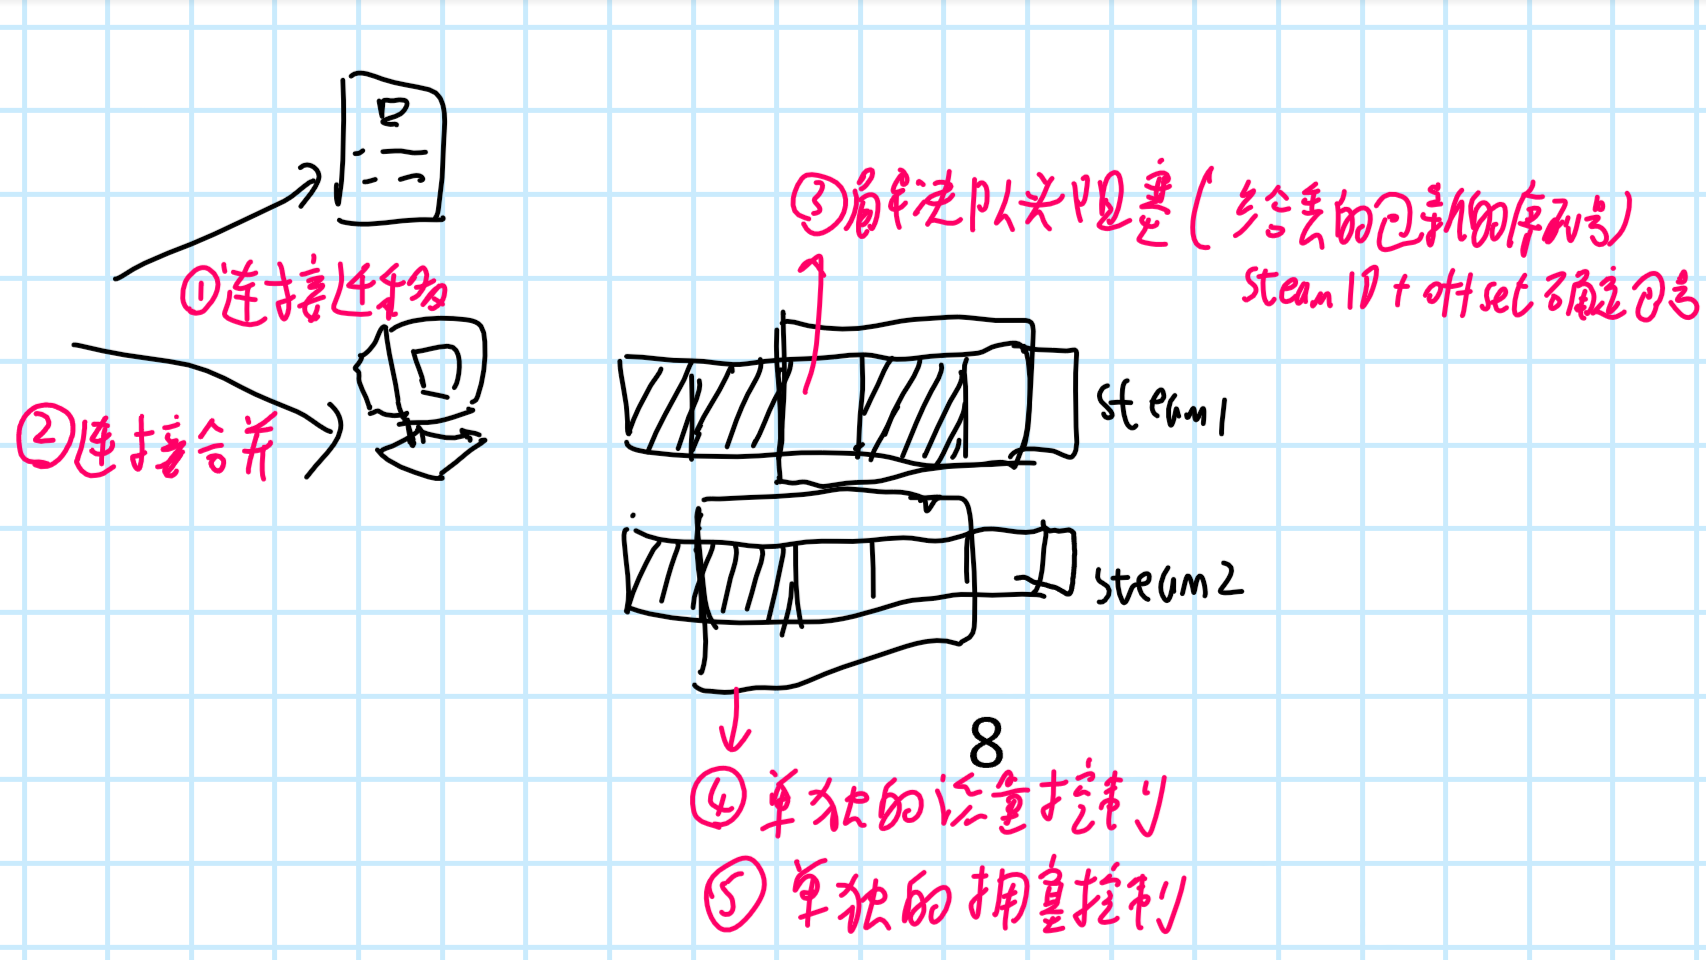 ①连接迁移
②连接合并
③解决队头阻塞(给丢的包新的序列号)
steam ID + offset 确定包号
steam1
steam2
8
④单独的流量控制
⑤单独的拥塞控制